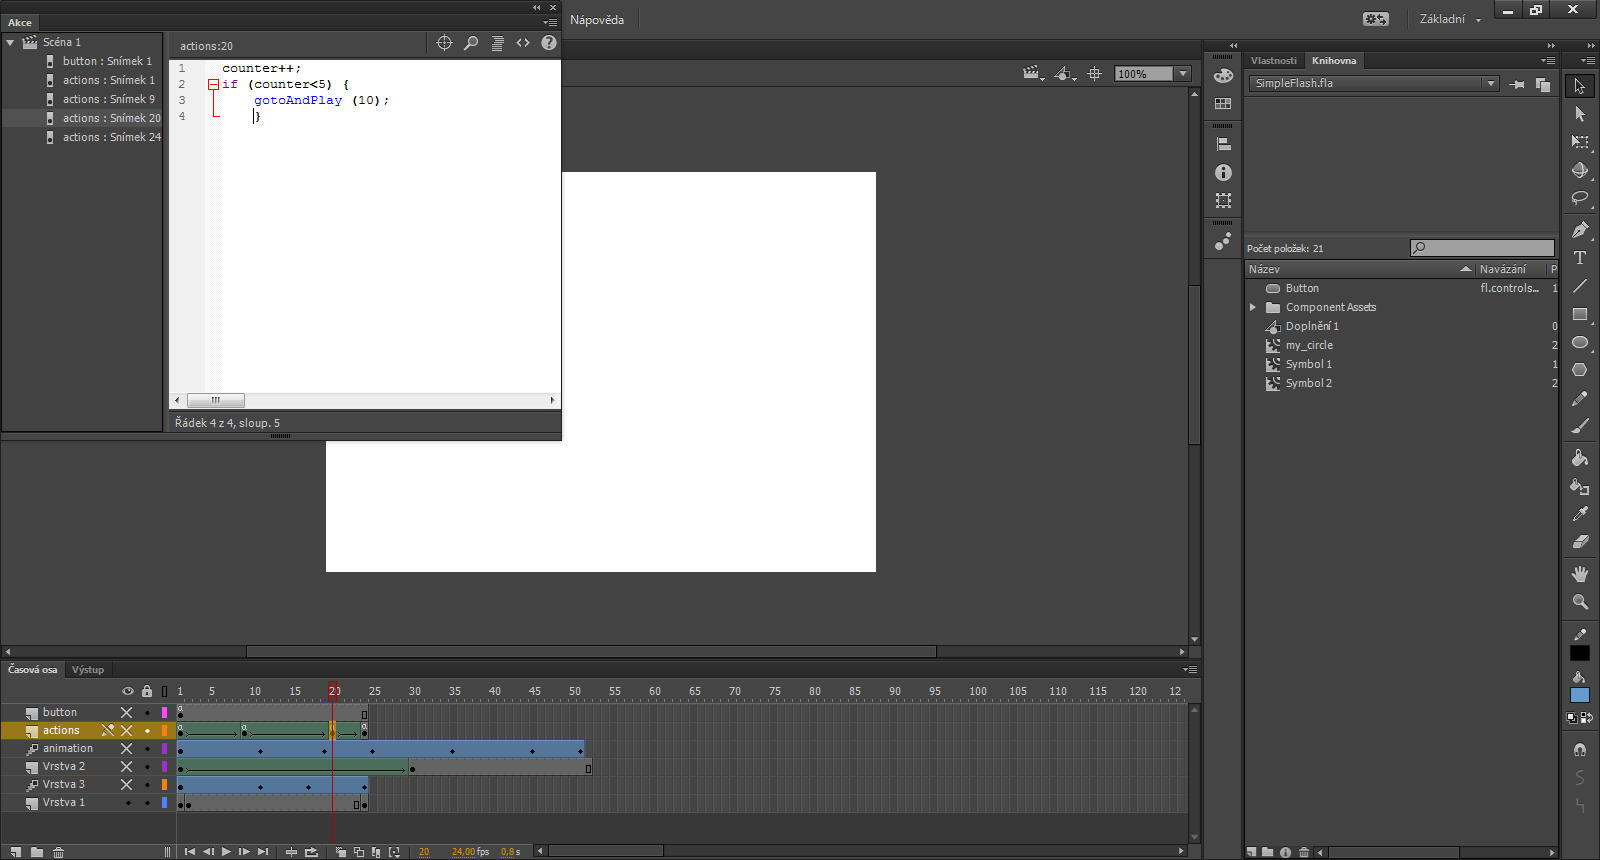 Akce
Nápověda
Základní
Scéna 1
button : Snímek 1
actions : Snímek 1
actions : Snímek 9
actions : Snímek 20
actions : Snímek 24
actions:20
1 counter++;
2 if (counter<5) {
3 gotoAndPlay (10);
4 }
Řádek 4 z 4, sloup. 5
100%
Vlastnosti Knihovna
SimpleFlash.fla
Počet položek: 21
Název Navázání P
Button fl.controls... 1
Component Assets
Doplnění 1 0
my_circle 2
Symbol 1 1
Symbol 2 2
Časová osa Výstup
1 5 10 15 20 25 30 35 40 45 50 55 60 65 70 75 80 85 90 95 100 105 110 115 120 12
button
actions
animation
Vrstva 2
Vrstva 3
Vrstva 1
20 24,00 fps 0,8 s